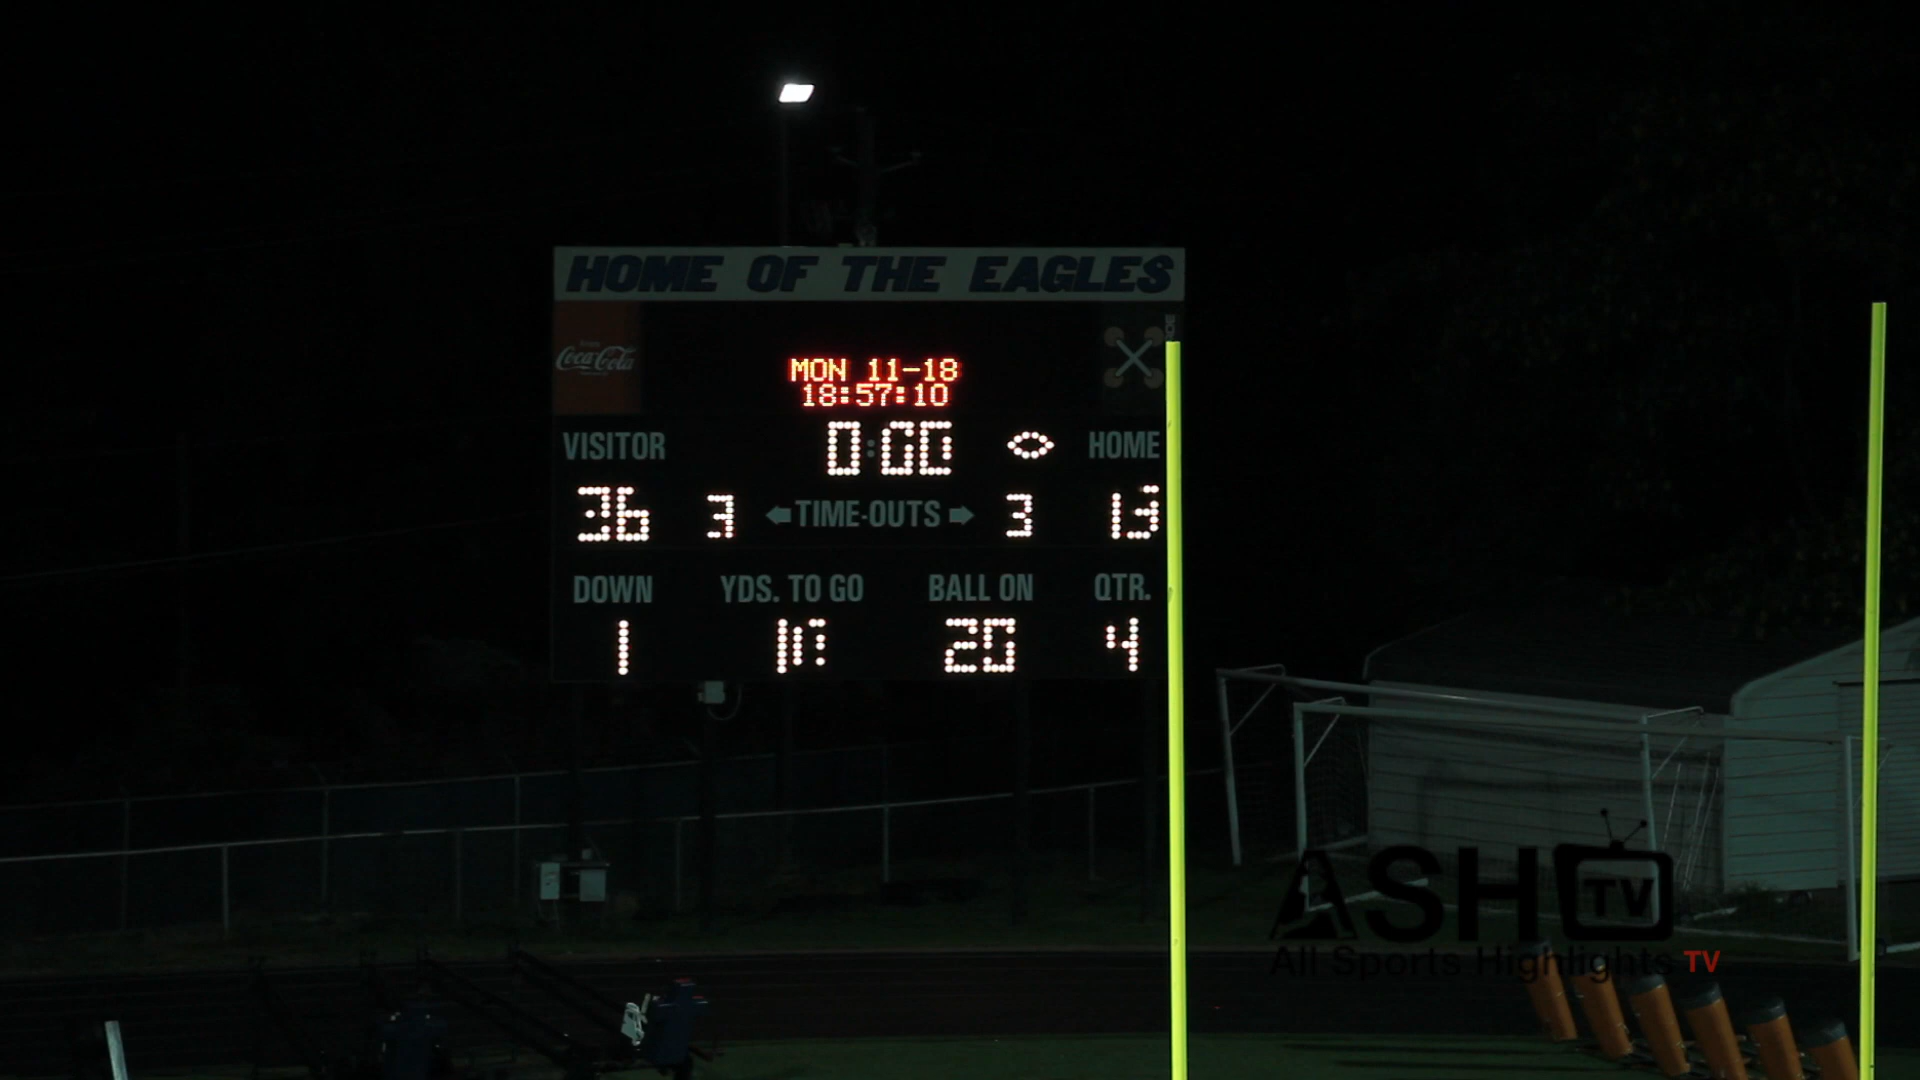 HOME OF THE EAGLES
Coca-Cola
MON 11-18
18:57:10
VISITOR 0:00 HOME
36 3 TIME-OUTS 3 13
DOWN YDS. TO GO BALL ON QTR.
1 10 20 4
ASH TV
All Sports Highlights TV